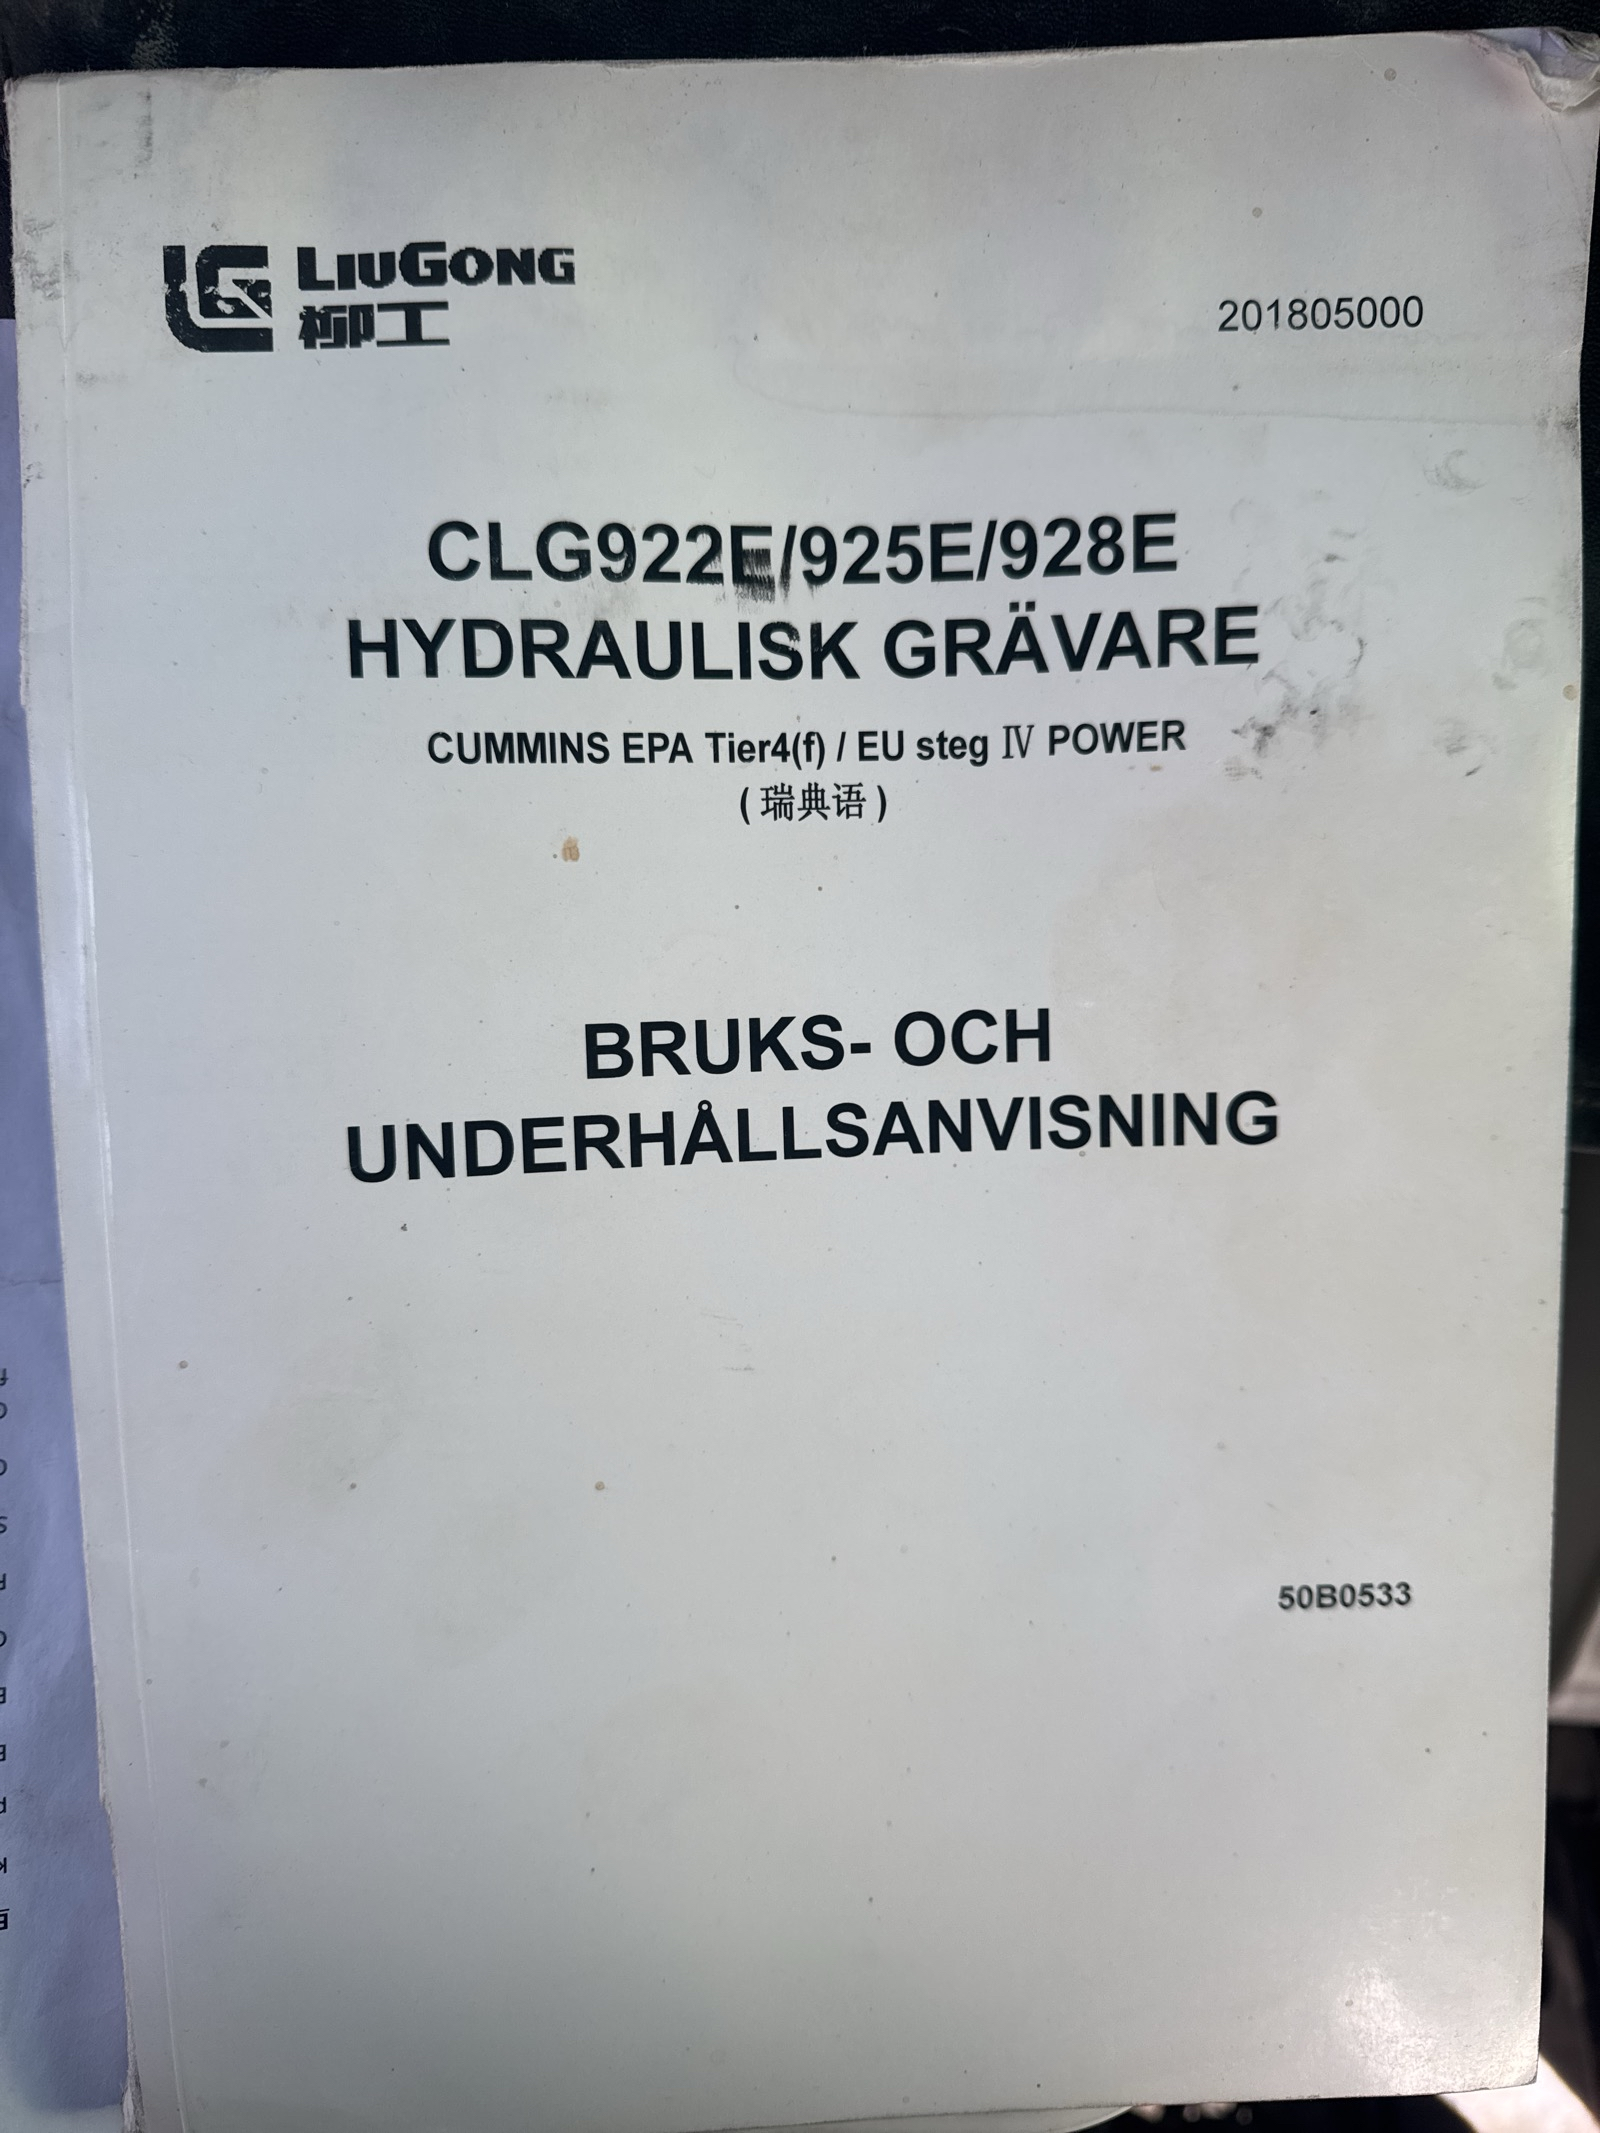 LIUGONG
柳工
201805000
CLG922E/925E/928E
HYDRAULISK GRÄVARE
CUMMINS EPA Tier4(f) / EU steg Ⅳ POWER
(瑞典语)
BRUKS- OCH
UNDERHÅLLSANVISNING
50B0533